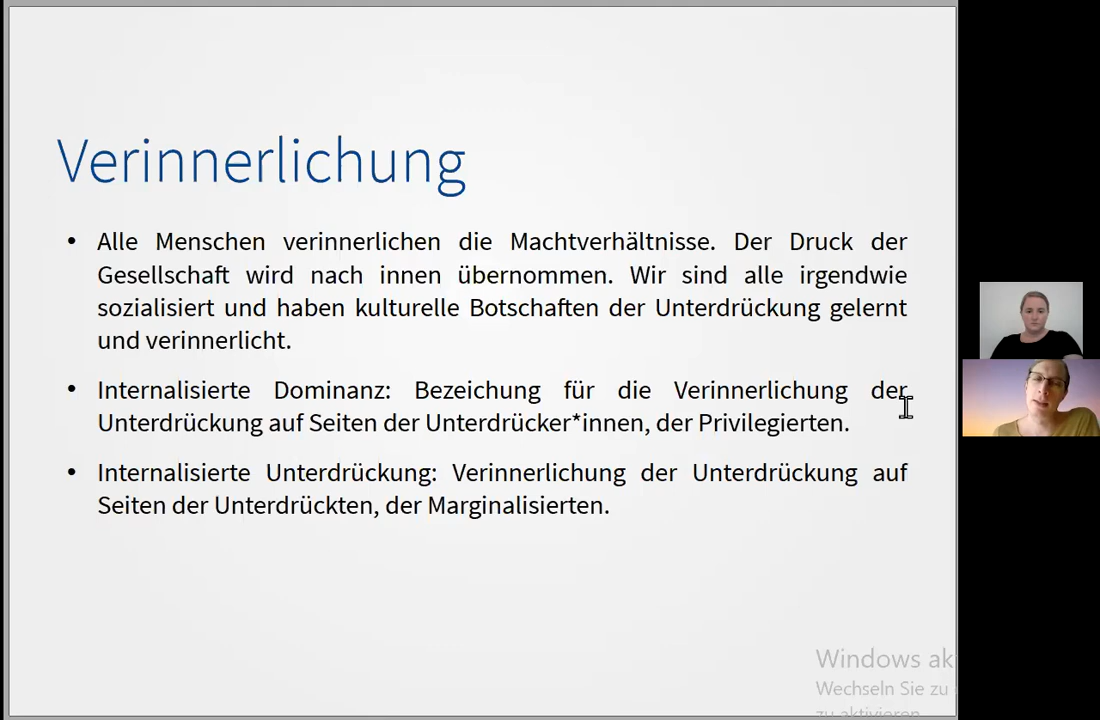 Verinnerlichung
• Alle Menschen verinnerlichen die Machtverhältnisse. Der Druck der
Gesellschaft wird nach innen übernommen. Wir sind alle irgendwie
sozialisiert und haben kulturelle Botschaften der Unterdrückung gelernt
und verinnerlicht.
• Internalisierte Dominanz: Bezeichung für die Verinnerlichung der
Unterdrückung auf Seiten der Unterdrücker*innen, der Privilegierten.
• Internalisierte Unterdrückung: Verinnerlichung der Unterdrückung auf
Seiten der Unterdrückten, der Marginalisierten.
Windows ak
Wechseln Sie zu
zu aktivieren